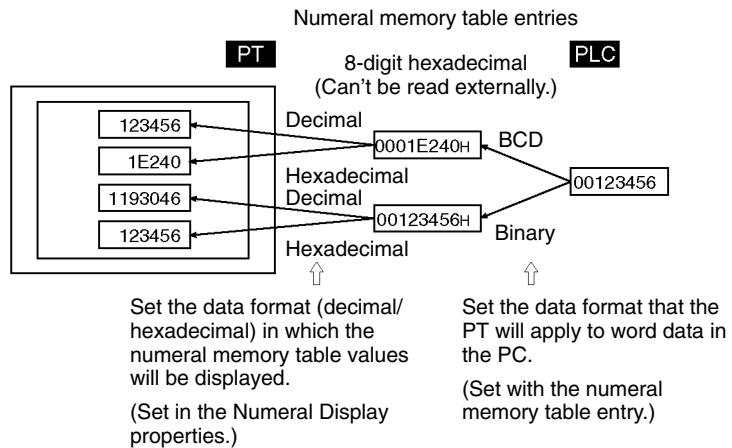 Numeral memory table entries
PT
8-digit hexadecimal
(Can't be read externally.)
PLC
123456
Decimal
0001E240H
BCD
1E240
Hexadecimal
00123456
1193046
Decimal
00123456H
Binary
123456
Hexadecimal
Set the data format (decimal/
hexadecimal) in which the
numeral memory table values
will be displayed.
(Set in the Numeral Display
properties.)
Set the data format that the
PT will apply to word data in
the PC.
(Set with the numeral
memory table entry.)